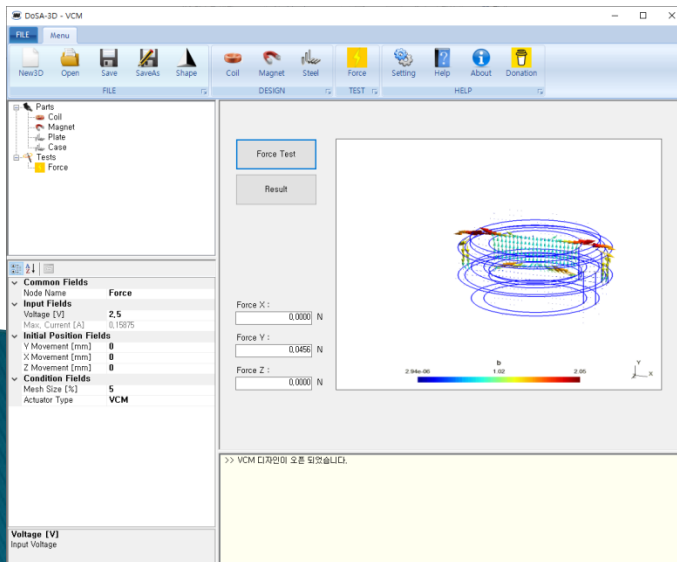 DoSA-3D - VCM
FILE Menu
New3D Open Save SaveAs Shape Coil Magnet Steel Force Setting Help About Donation
FILE DESIGN TEST HELP
Parts
Coil
Magnet
Plate
Case
Tests
Force
Force Test
Result
Common Fields
Node Name Force
Input Fields
Voltage [V] 2,5
Max. Current [A] 0,15875
Initial Position Fields
Y Movement [mm] 0
X Movement [mm] 0
Z Movement [mm] 0
Condition Fields
Mesh Size [%] 5
Actuator Type VCM
Force X :
0,0000 N
Force Y :
0,0456 N
Force Z :
0,0000 N
b
2.94e-06 1.02 2.05
Y
Z X
>> VCM 디자인이 오픈 되었습니다.
Voltage [V]
Input Voltage